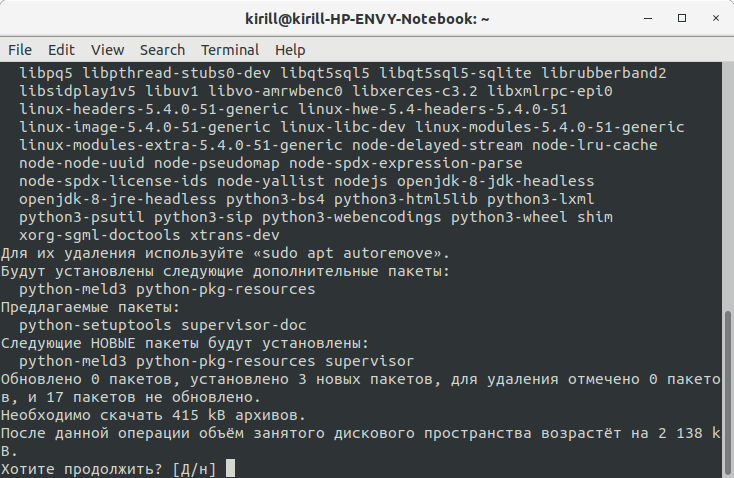 kirill@kirill-HP-ENVY-Notebook: ~
File Edit View Search Terminal Help
libpq5 libpthread-stubs0-dev libqt5sql5 libqt5sql5-sqlite librubberband2
libsidplay1v5 libuv1 libvo-amrwbenc0 libxerces-c3.2 libxmlrpc-epi0
linux-headers-5.4.0-51-generic linux-hwe-5.4-headers-5.4.0-51
linux-image-5.4.0-51-generic linux-libc-dev linux-modules-5.4.0-51-generic
linux-modules-extra-5.4.0-51-generic node-delayed-stream node-lru-cache
node-node-uuid node-pseudomap node-spdx-expression-parse
node-spdx-license-ids node-yallist nodejs openjdk-8-jdk-headless
openjdk-8-jre-headless python3-bs4 python3-html5lib python3-lxml
python3-psutil python3-sip python3-webencodings python3-wheel shim
xorg-sgml-doctools xtrans-dev
Для их удаления используйте «sudo apt autoremove».
Будут установлены следующие дополнительные пакеты:
python-meld3 python-pkg-resources
Предлагаемые пакеты:
python-setuptools supervisor-doc
Следующие НОВЫЕ пакеты будут установлены:
python-meld3 python-pkg-resources supervisor
Обновлено 0 пакетов, установлено 3 новых пакетов, для удаления отмечено 0 пакето
в, и 17 пакетов не обновлено.
Необходимо скачать 415 kB архивов.
После данной операции объём занятого дискового пространства возрастёт на 2 138 k
B.
Хотите продолжить? [Д/н]